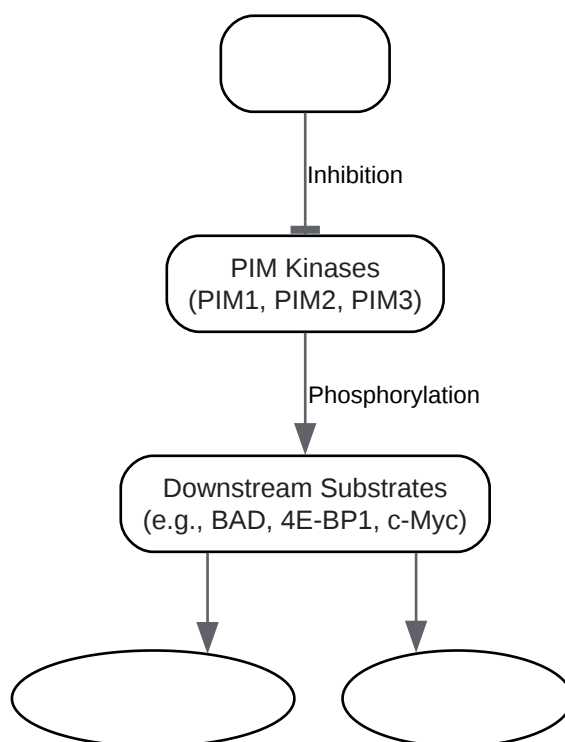 Inhibition
PIM Kinases
(PIM1, PIM2, PIM3)
Phosphorylation
Downstream Substrates
(e.g., BAD, 4E-BP1, c-Myc)